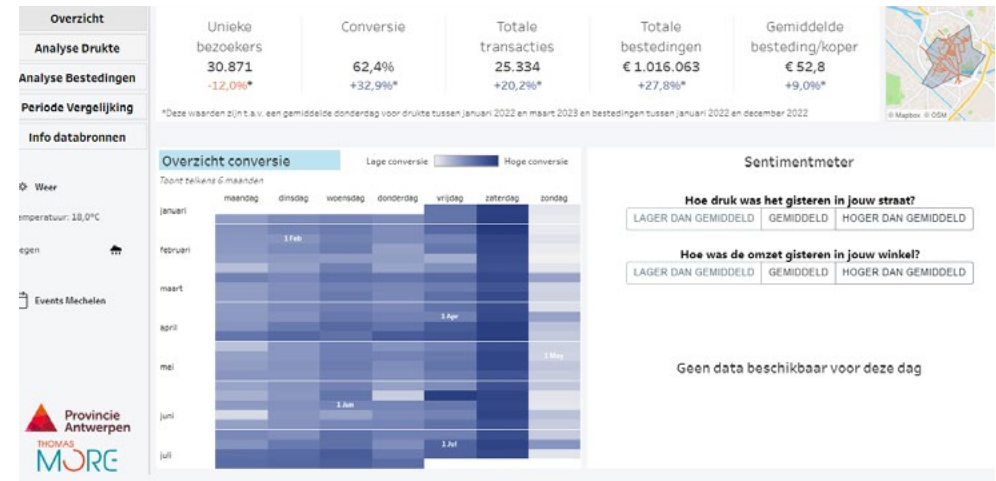 Overzicht
Analyse Drukte
Analyse Bestedingen
Periode Vergelijking
Info databronnen
Weer
emperatuur: 18,0°C
egen
Events Mechelen
Provincie
Antwerpen
THOMAS
MORE
Unieke
bezoekers
30.871
-12,0%*
Conversie
62,4%
+32,9%*
Totale
transacties
25.334
+20,2%*
Totale
bestedingen
€ 1.016.063
+27,8%*
Gemiddelde
besteding/koper
€ 52,8
+9,0%*
© Mapbox © OSM
*Deze waarden zijn t.a.v. een gemiddelde donderdag voor drukte tussen januari 2022 en maart 2023 en bestedingen tussen januari 2022 en december 2022
Overzicht conversie
Lage conversie Hoge conversie
Toont telkens 6 maanden
maandag dinsdag woensdag donderdag vrijdag zaterdag zondag
januari
1 Feb
februari
maart
1 Apr
april
1 May
mei
1 Jun
juni
1 Jul
juli
Sentimentmeter
Hoe druk was het gisteren in jouw straat?
LAGER DAN GEMIDDELD GEMIDDELD HOGER DAN GEMIDDELD
Hoe was de omzet gisteren in jouw winkel?
LAGER DAN GEMIDDELD GEMIDDELD HOGER DAN GEMIDDELD
Geen data beschikbaar voor deze dag